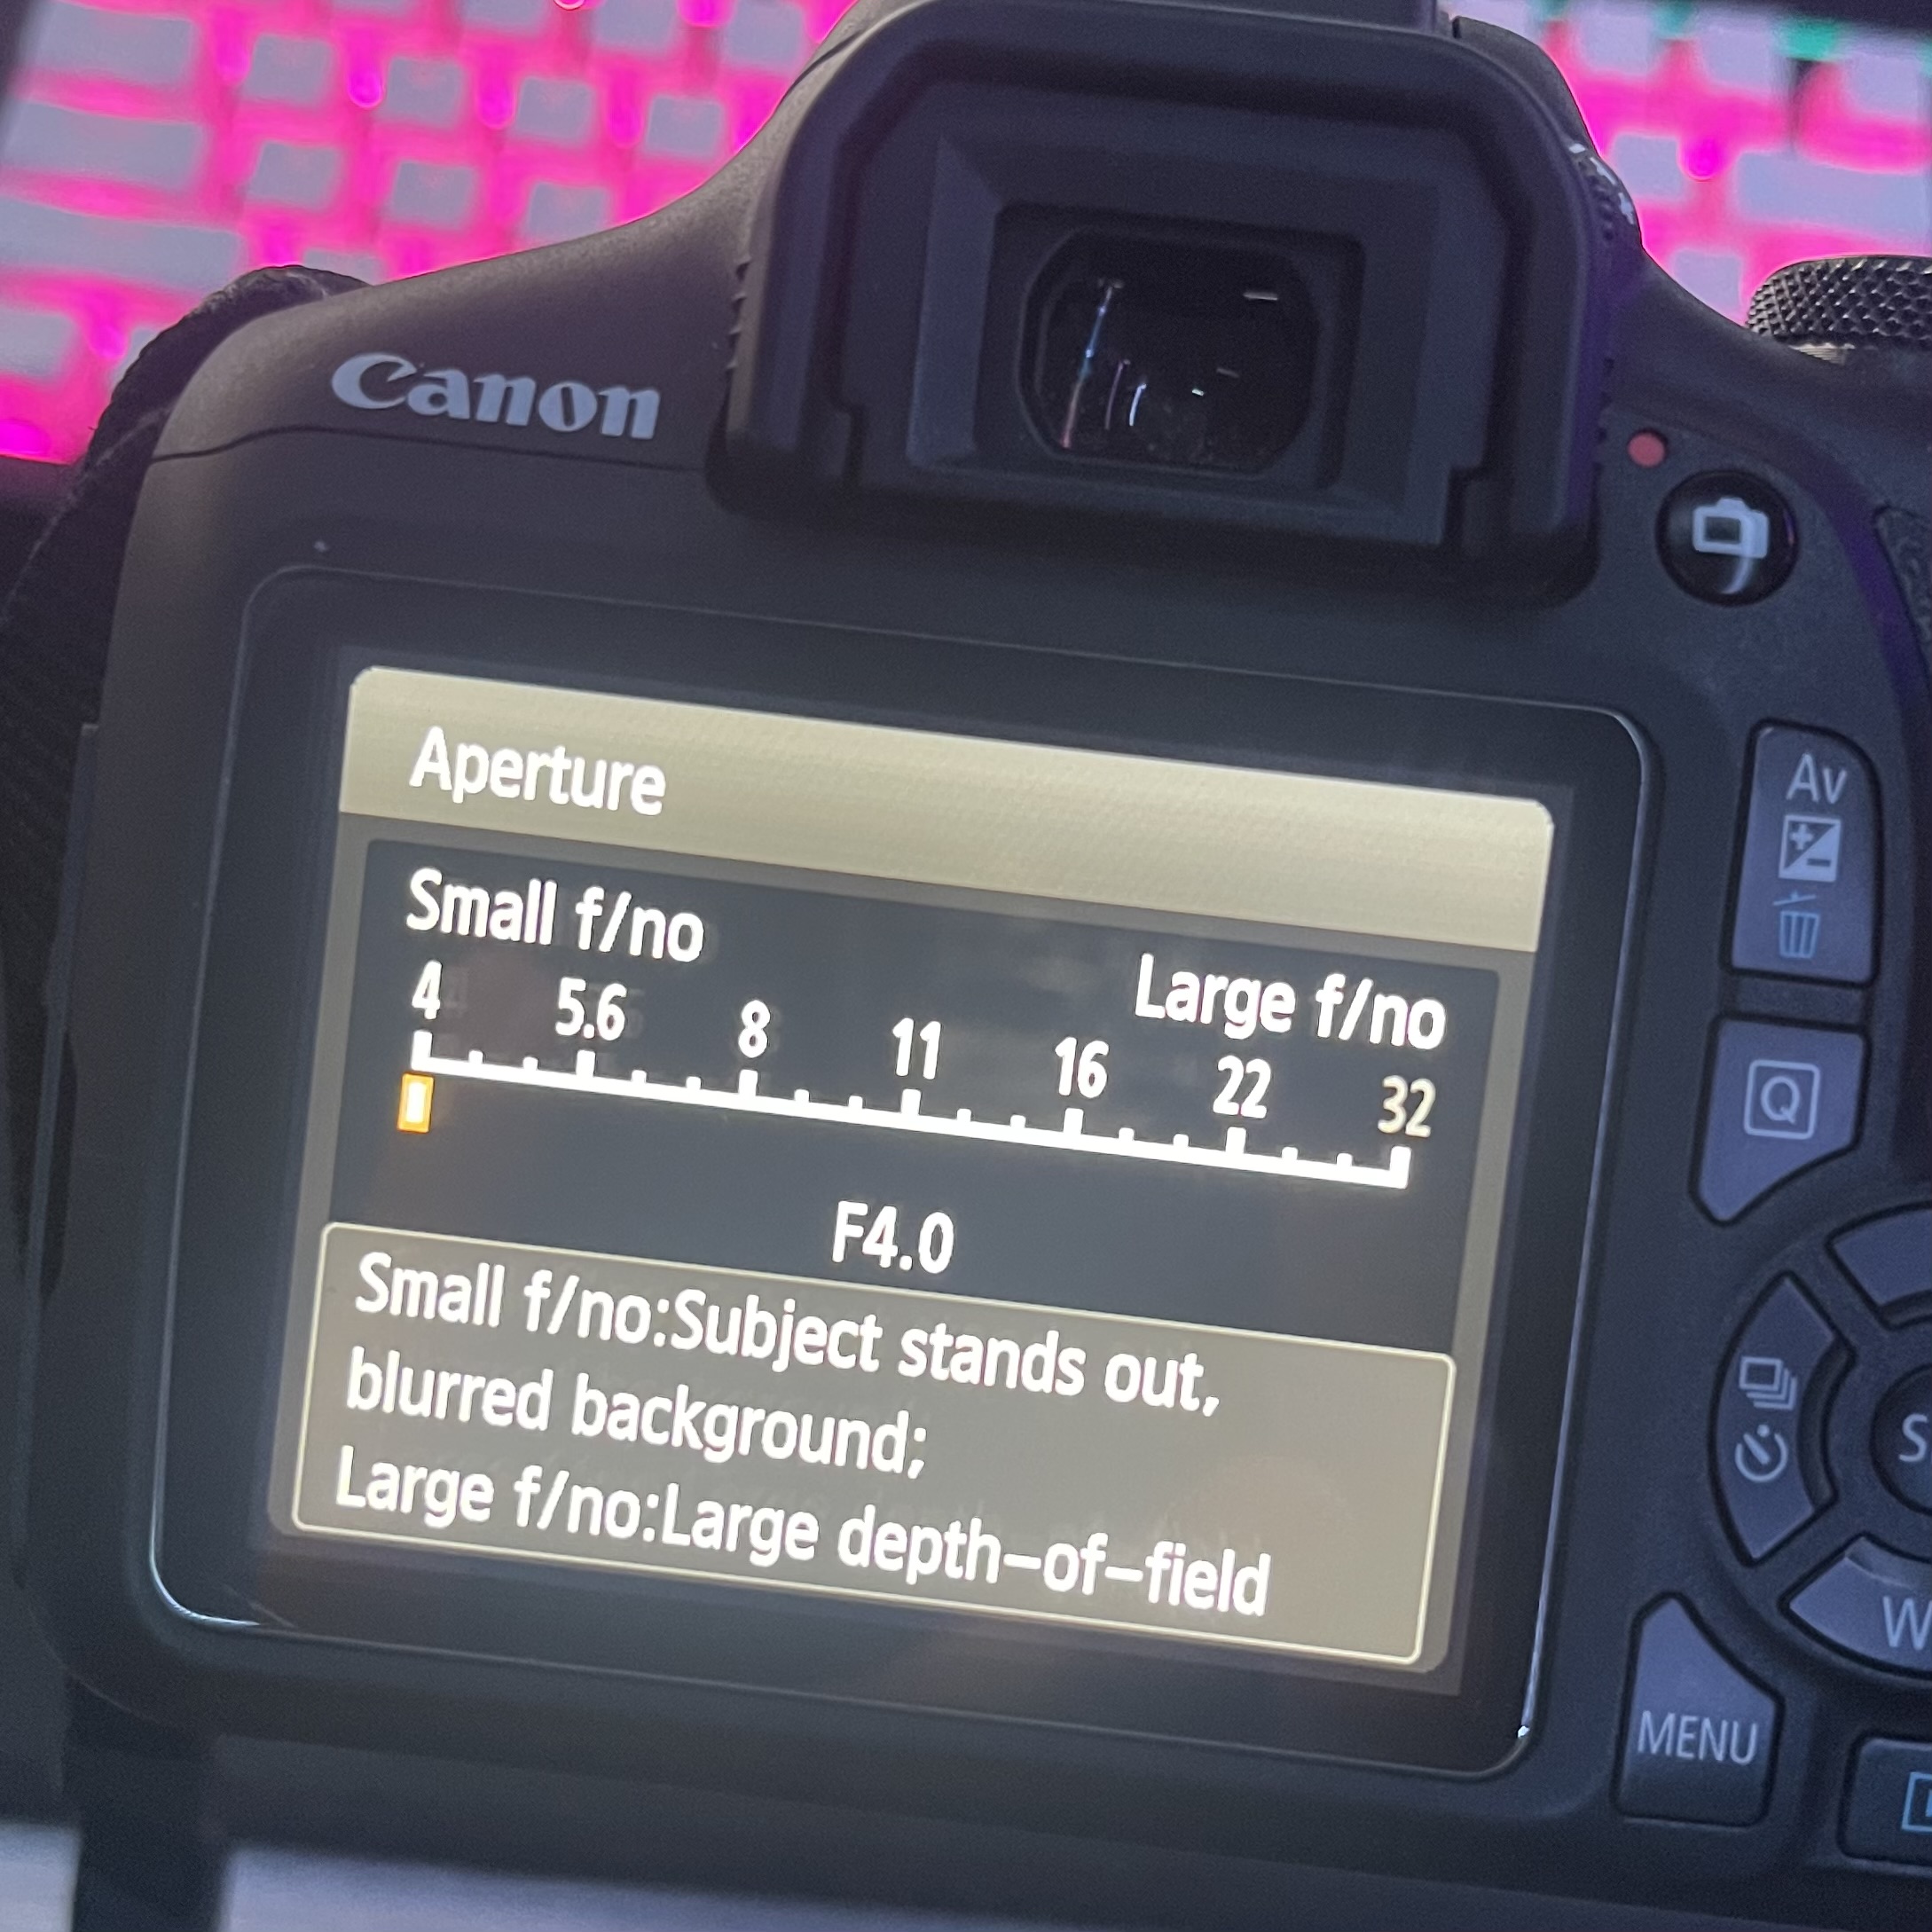 Canon
Aperture
Small f/no
Large f/no
4 5.6 8 11 16 22 32
F4.0
Small f/no:Subject stands out,
blurred background;
Large f/no:Large depth-of-field
Av
Q
MENU